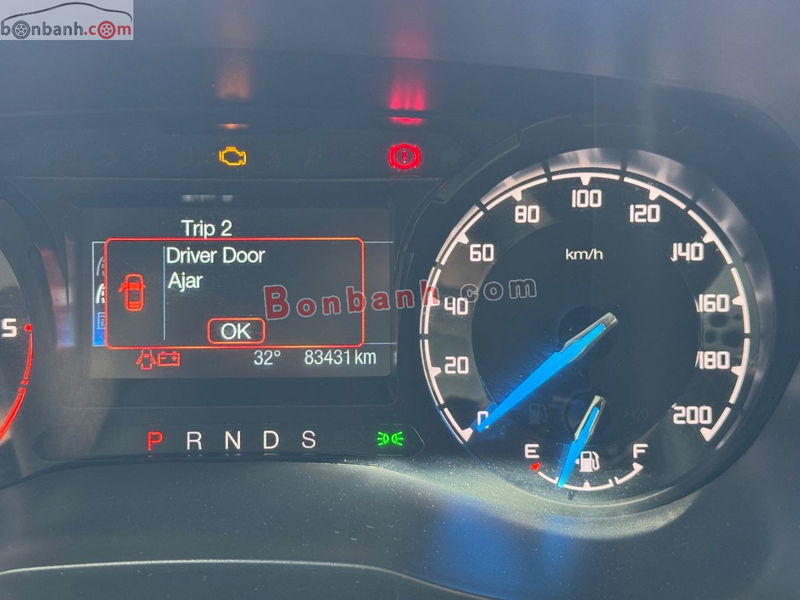 bonbanh.com
Trip 2
Driver Door
Ajar
OK
32° 83431 km
P R N D S
S
0 20 40 60 80 100 120 140 160 180 200
km/h
E F
Bonbanh.com